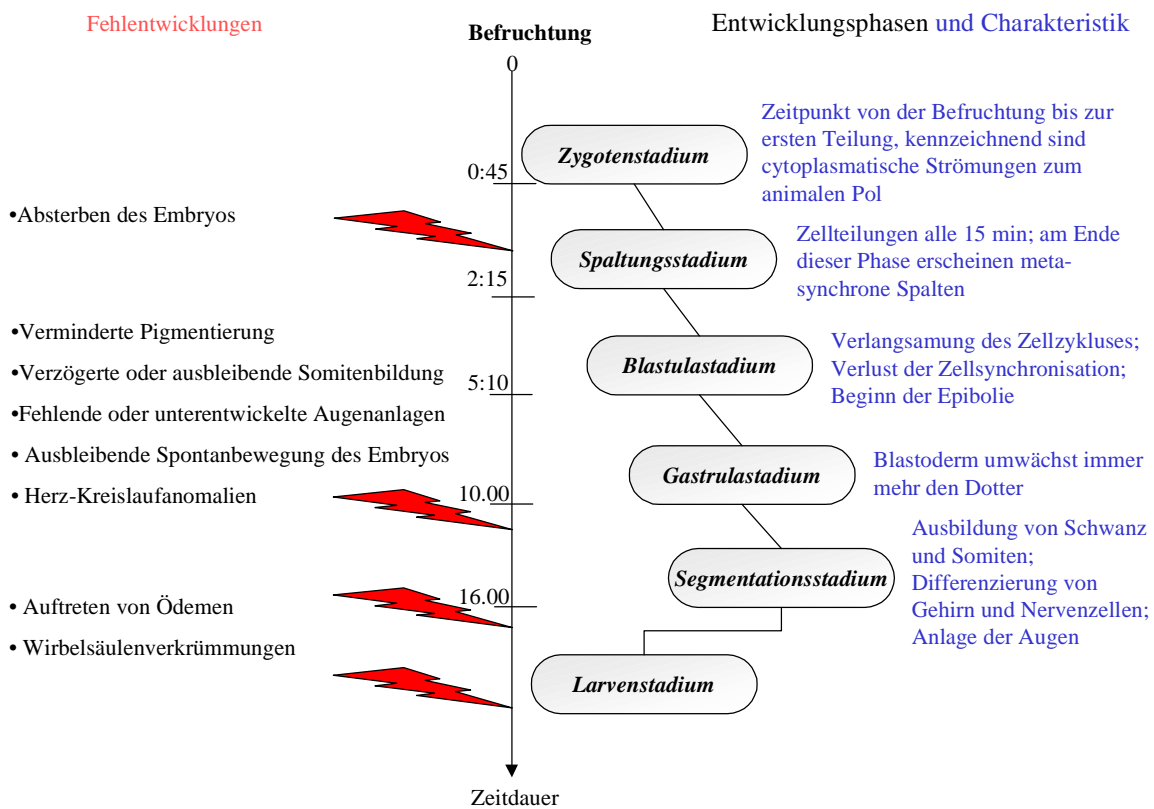 Fehlentwicklungen
Befruchtung
Entwicklungsphasen und Charakteristik
0
Zygotenstadium
Zeitpunkt von der Befruchtung bis zur
ersten Teilung, kennzeichnend sind
cytoplasmatische Strömungen zum
animalen Pol
0:45
•Absterben des Embryos
Spaltungsstadium
Zellteilungen alle 15 min; am Ende
dieser Phase erscheinen meta-
synchrone Spalten
2:15
•Verminderte Pigmentierung
•Verzögerte oder ausbleibende Somitenbildung
•Fehlende oder unterentwickelte Augenanlagen
• Ausbleibende Spontanbewegung des Embryos
• Herz-Kreislaufanomalien
Blastulastadium
Verlangsamung des Zellzykluses;
Verlust der Zellsynchronisation;
Beginn der Epibolie
5:10
Gastrulastadium
Blastoderm umwächst immer
mehr den Dotter
10.00
Segmentationsstadium
Ausbildung von Schwanz
und Somiten;
Differenzierung von
Gehirn und Nervenzellen;
Anlage der Augen
16.00
• Auftreten von Ödemen
• Wirbelsäulenverkrümmungen
Larvenstadium
Zeitdauer